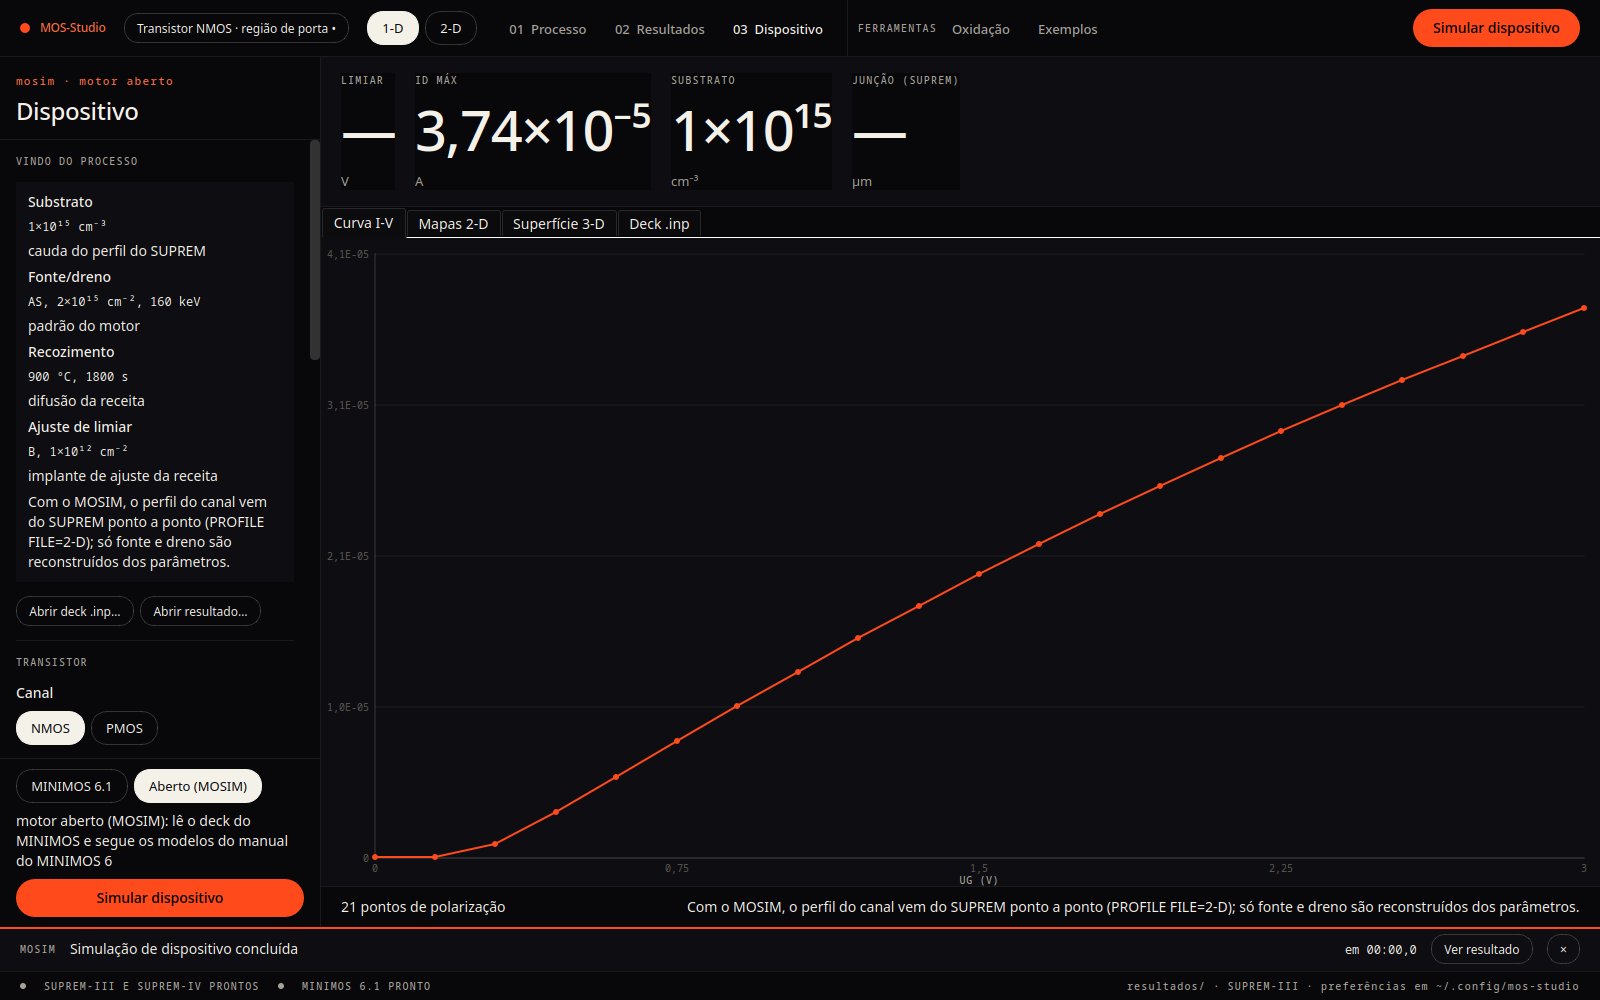 MOS-Studio
Transistor NMOS · região de porta •
1-D
2-D
01 Processo
02 Resultados
03 Dispositivo
FERRAMENTAS
Oxidação
Exemplos
Simular dispositivo
mosim · motor aberto
Dispositivo
VINDO DO PROCESSO
Substrato
1×10¹⁵ cm⁻³
cauda do perfil do SUPREM
Fonte/dreno
AS, 2×10¹⁵ cm⁻², 160 keV
padrão do motor
Recozimento
900 °C, 1800 s
difusão da receita
Ajuste de limiar
B, 1×10¹² cm⁻²
implante de ajuste da receita
Com o MOSIM, o perfil do canal vem
do SUPREM ponto a ponto (PROFILE
FILE=2-D); só fonte e dreno são
reconstruídos dos parâmetros.
Abrir deck .inp...
Abrir resultado...
TRANSISTOR
Canal
NMOS
PMOS
MINIMOS 6.1
Aberto (MOSIM)
motor aberto (MOSIM): lê o deck do
MINIMOS e segue os modelos do manual
do MINIMOS 6
Simular dispositivo
LIMIAR
—
V
ID MÁX
3,74×10⁻⁵
A
SUBSTRATO
1×10¹⁵
cm⁻³
JUNÇÃO (SUPREM)
—
µm
Curva I-V
Mapas 2-D
Superfície 3-D
Deck .inp
4,1E-05
3,1E-05
2,1E-05
1,0E-05
0
0
0,75
1,5
2,25
3
UG (V)
21 pontos de polarização
Com o MOSIM, o perfil do canal vem do SUPREM ponto a ponto (PROFILE FILE=2-D); só fonte e dreno são reconstruídos dos parâmetros.
MOSIM
Simulação de dispositivo concluída
em 00:00,0
Ver resultado
×
SUPREM-III E SUPREM-IV PRONTOS
MINIMOS 6.1 PRONTO
resultados/ · SUPREM-III · preferências em ~/.config/mos-studio